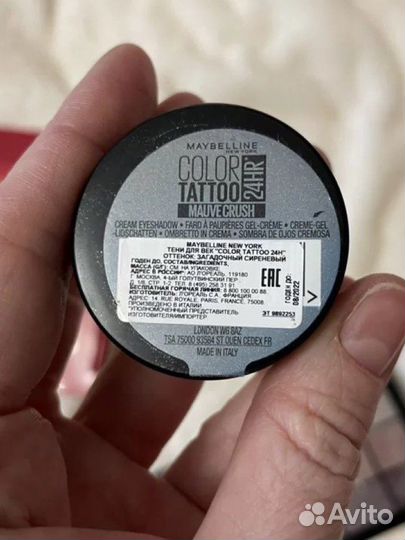 MAYBELLINE
NEW YORK
COLOR
TATTOO
24HR
MAUVE CRUSH
CREAM EYESHADOW • FARD À PAUPIÈRES GEL-CRÈME • CREME-GEL
LIDSCHATTEN • OMBRETTO IN CREMA • SOMBRA DE OJOS CREMOSA
MAYBELLINE NEW YORK
ТЕНИ ДЛЯ ВЕК "COLOR TATTOO 24H"
ОТТЕНОК: ЗАГАДОЧНЫЙ СИРЕНЕВЫЙ
ГОДЕН ДО, СОСТАВ/INGREDIENTS,
МАССА (G/Г): СМ. НА УПАКОВКЕ.
АДРЕС В РОССИИ*: АО Л'ОРЕАЛЬ, 119180
Г. МОСКВА, 4-ЫЙ ГОЛУТВИНСКИЙ ПЕР.,
Д. 1/8, СТР. 1-2, ТЕЛ. 8 (495) 258 31 91.
БЕСПЛАТНАЯ ГОРЯЧАЯ ЛИНИЯ: 8 800 100 00 88
ИЗГОТОВИТЕЛЬ: Л'ОРЕАЛЬ С.А., ФРАНЦИЯ
АДРЕС: 14, RUE ROYALE, PARIS, FRANCE, 75008.
ПРОИЗВЕДЕНО В ИТАЛИИ
*УПОЛНОМОЧЕННЫЙ ПРЕДСТАВИТЕЛЬ
ИЗГОТОВИТЕЛЯ/ИМПОРТЕР
EAC
ГОДЕН ДО:
08/2022
ЭТ 9892253
LONDON W6 8AZ
TSA 75000 93584 ST. OUEN CEDEX FR
MADE IN ITALY
Avito